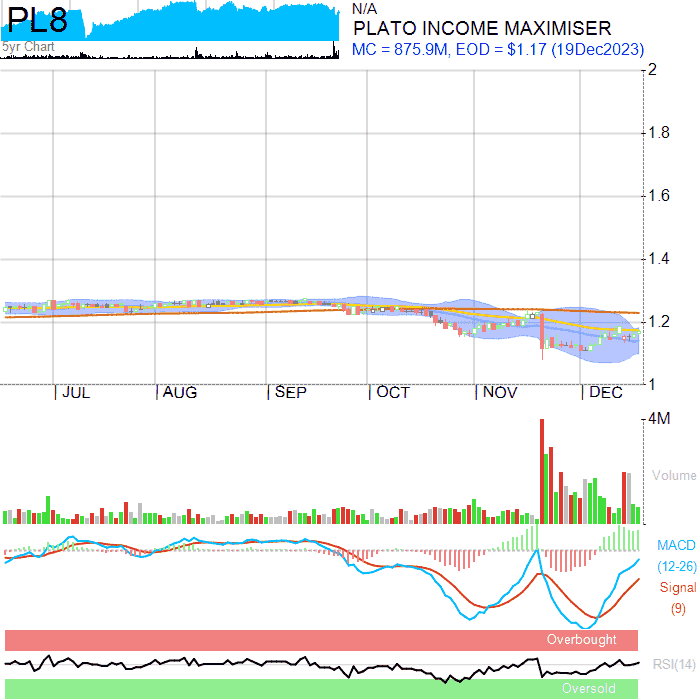 PL8
5yr Chart
N/A
PLATO INCOME MAXIMISER
MC = 875.9M, EOD = $1.17 (19Dec2023)
2
1.8
1.6
1.4
1.2
1
JUL AUG SEP OCT NOV DEC
4M
Volume
MACD
(12-26)
Signal
(9)
Overbought
RSI(14)
Oversold